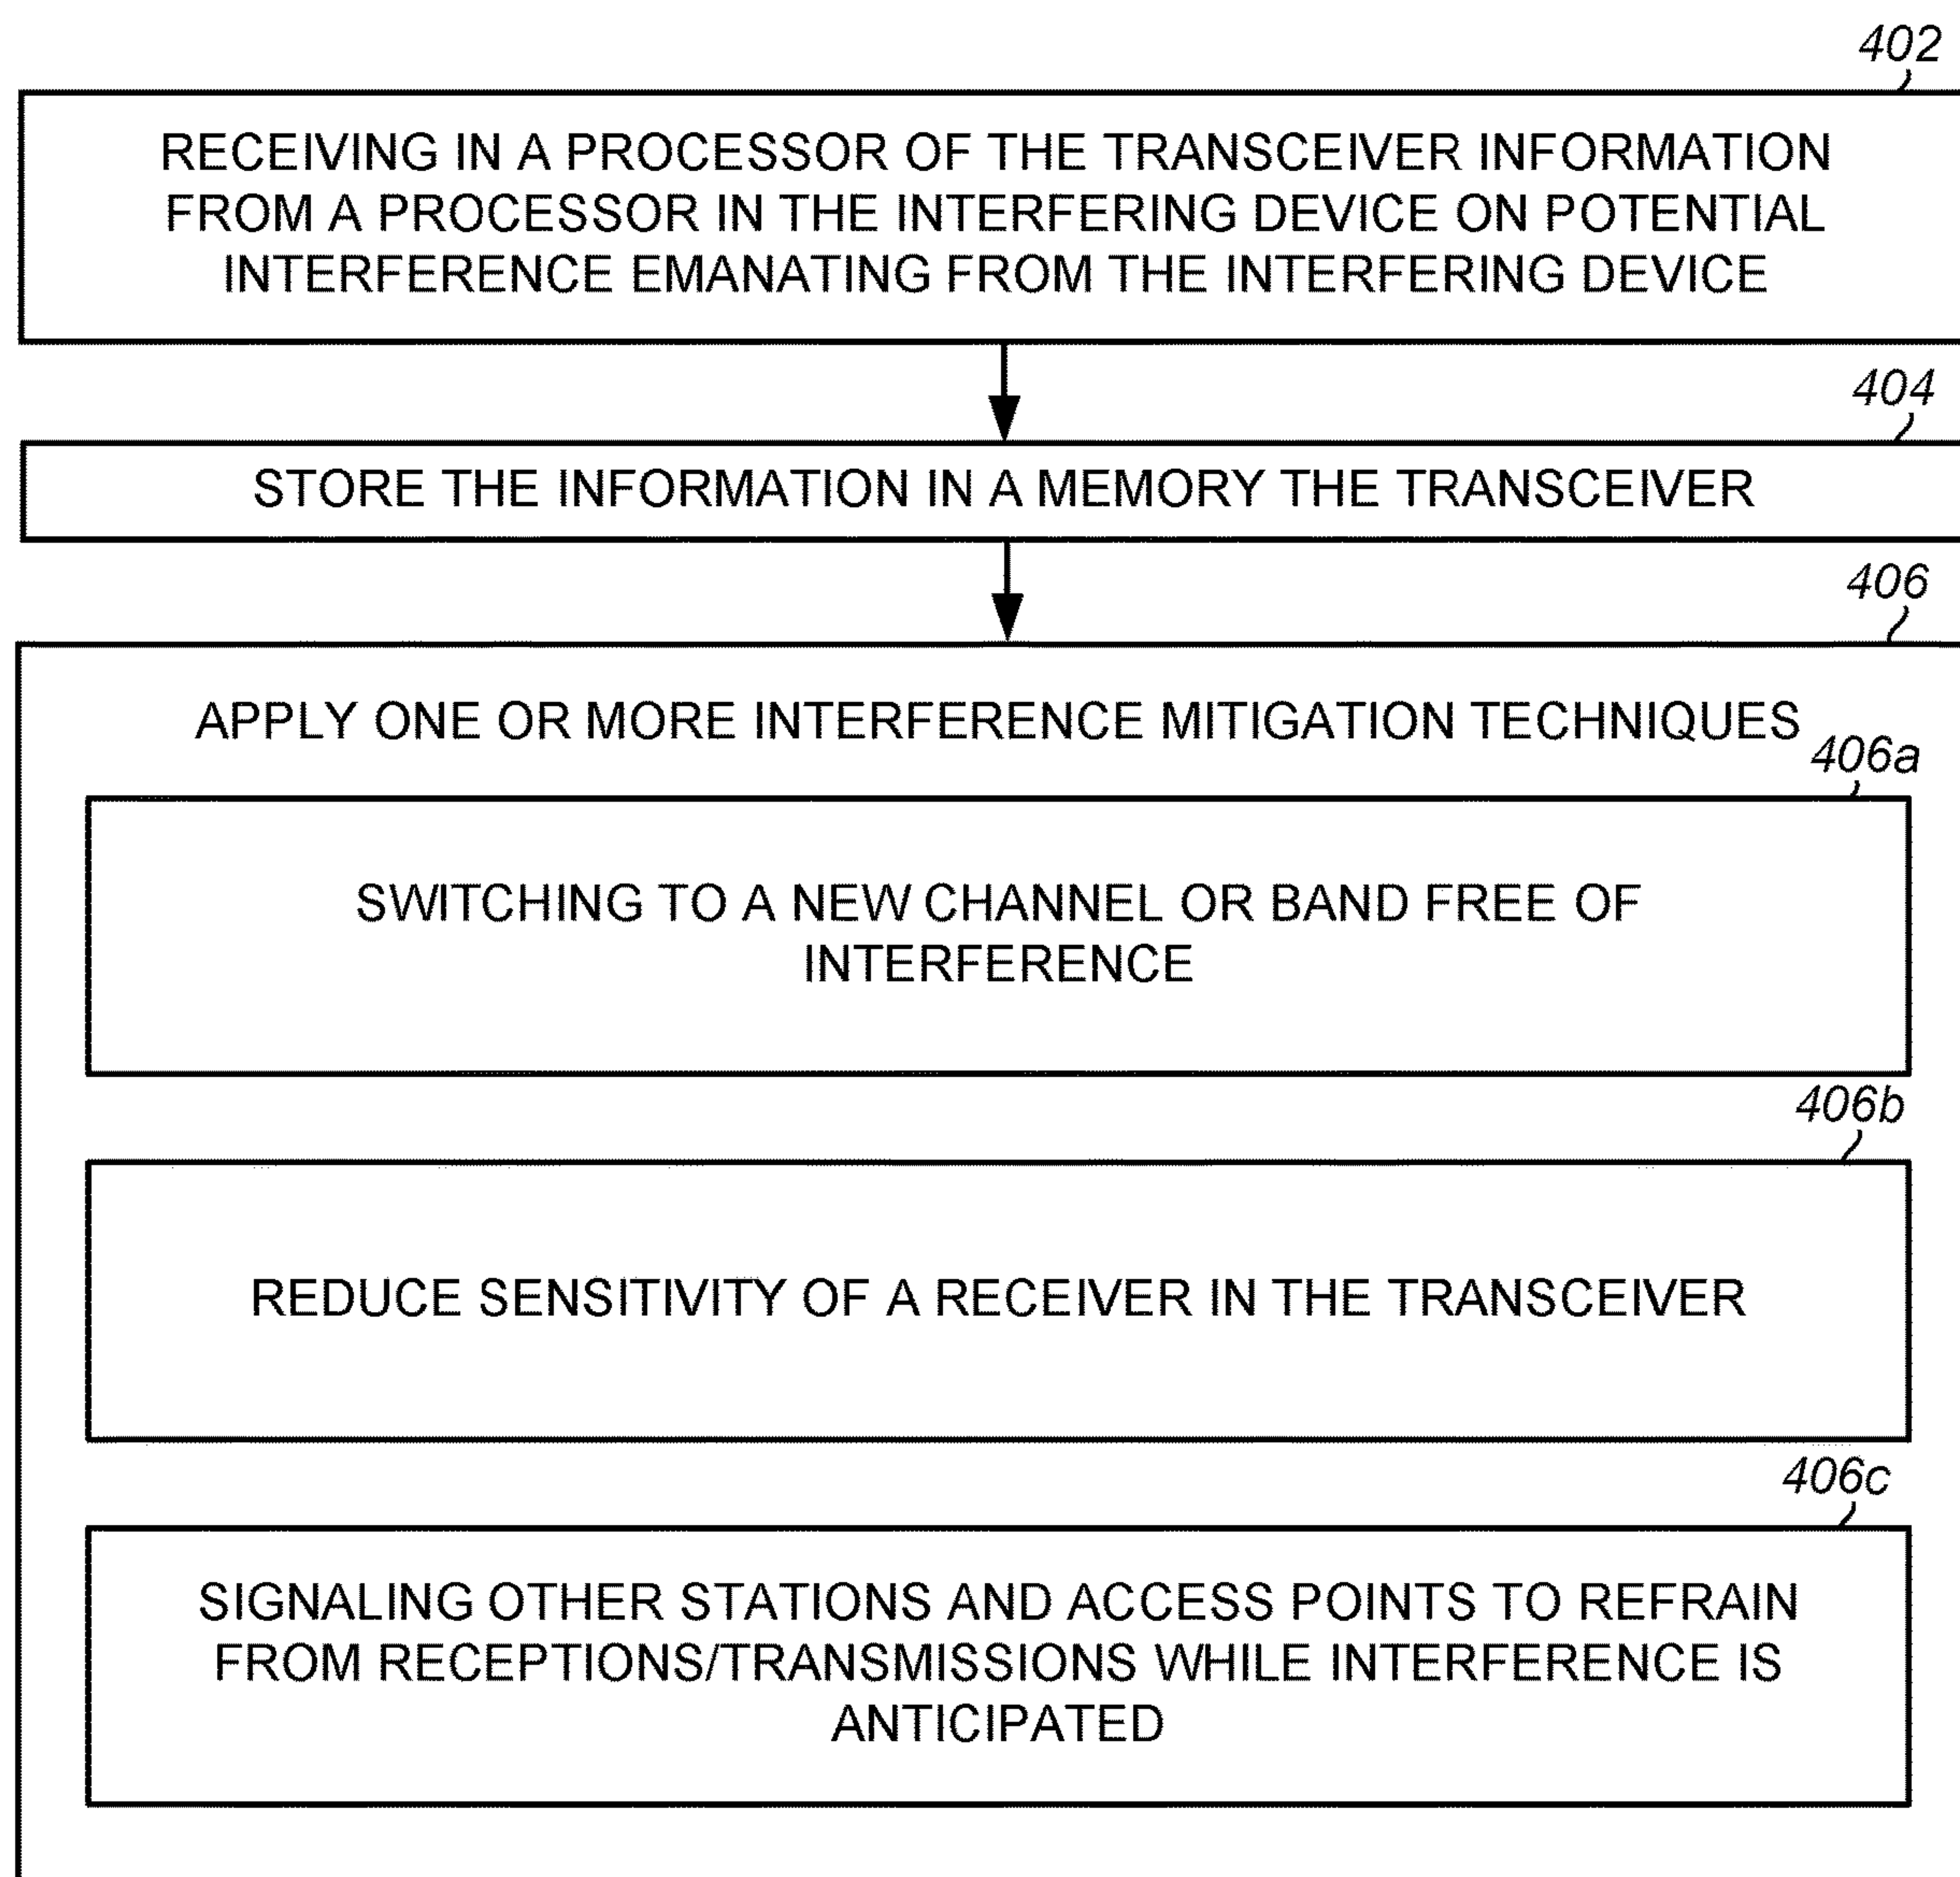 402
RECEIVING IN A PROCESSOR OF THE TRANSCEIVER INFORMATION
FROM A PROCESSOR IN THE INTERFERING DEVICE ON POTENTIAL
INTERFERENCE EMANATING FROM THE INTERFERING DEVICE
404
STORE THE INFORMATION IN A MEMORY THE TRANSCEIVER
406
APPLY ONE OR MORE INTERFERENCE MITIGATION TECHNIQUES
406a
SWITCHING TO A NEW CHANNEL OR BAND FREE OF
INTERFERENCE
406b
REDUCE SENSITIVITY OF A RECEIVER IN THE TRANSCEIVER
406c
SIGNALING OTHER STATIONS AND ACCESS POINTS TO REFRAIN
FROM RECEPTIONS/TRANSMISSIONS WHILE INTERFERENCE IS
ANTICIPATED